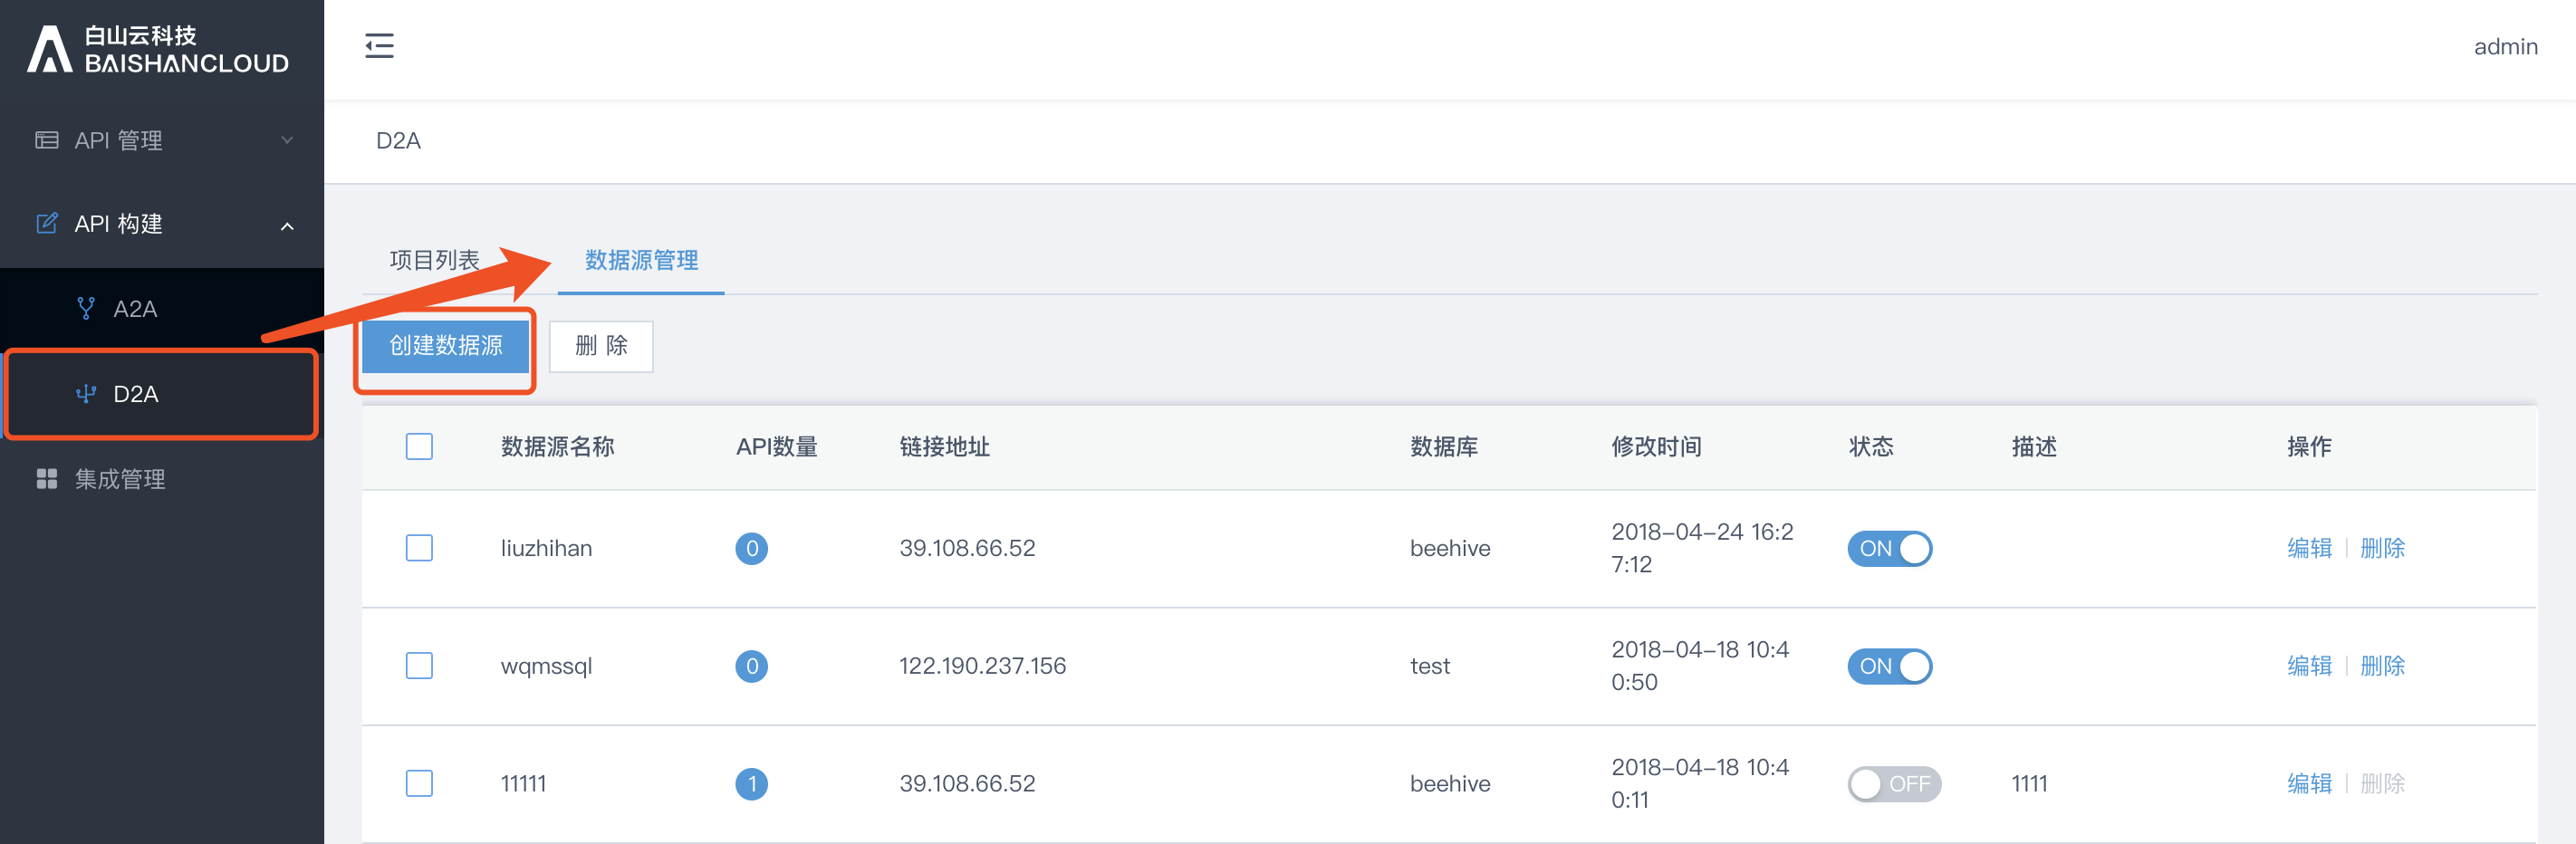 白山云科技
BAISHANCLOUD
admin
API 管理
D2A
API 构建
A2A
D2A
集成管理
项目列表 数据源管理
创建数据源 删 除
数据源名称 API数量 链接地址 数据库 修改时间 状态 描述 操作
liuzhihan 0 39.108.66.52 beehive 2018-04-24 16:2
7:12 ON 编辑 | 删除
wqmssql 0 122.190.237.156 test 2018-04-18 10:4
0:50 ON 编辑 | 删除
11111 1 39.108.66.52 beehive 2018-04-18 10:4
0:11 OFF 1111 编辑 | 删除